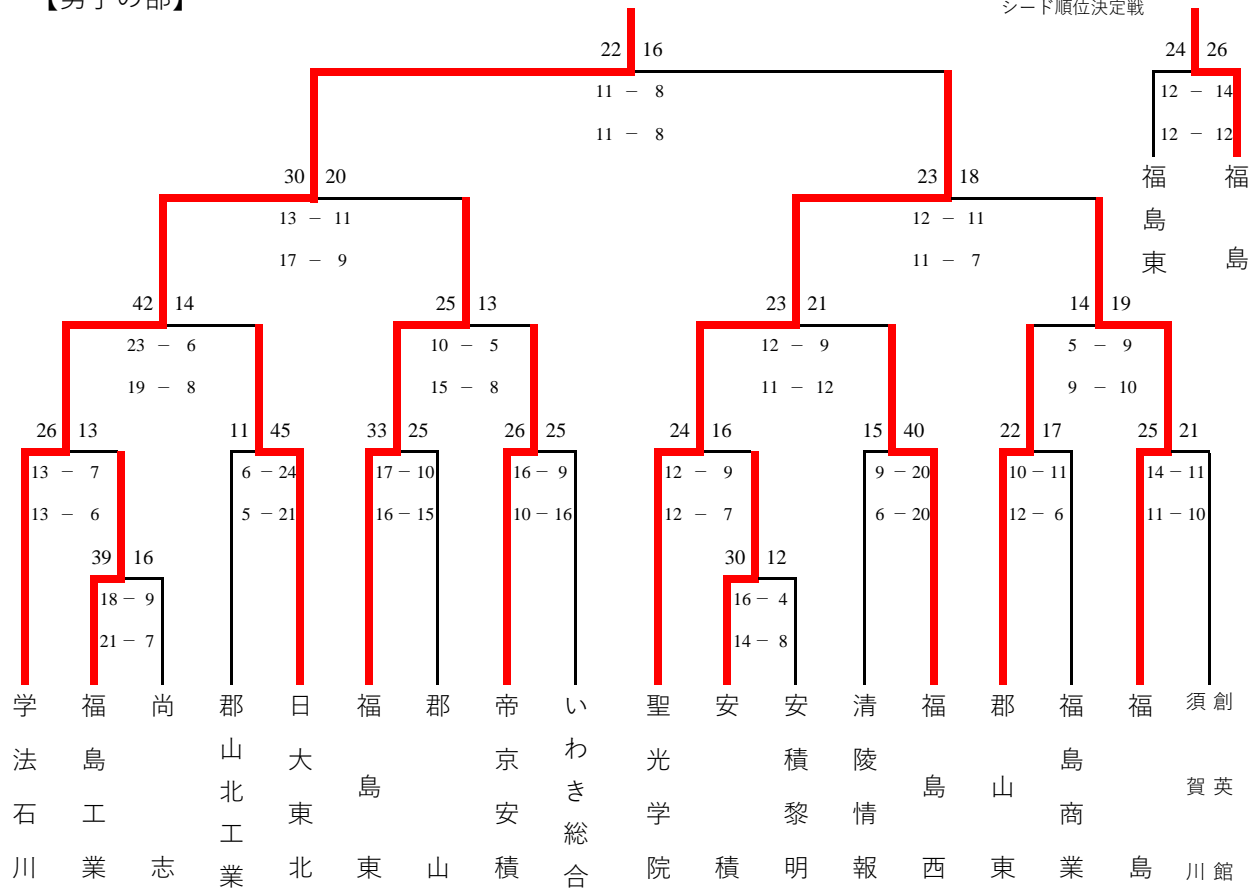 【男子の部】
シード順位決定戦
22 16
24 26
11 － 8
12 － 14
11 － 8
12 － 12
福島東
福島
30 20
23 18
13 － 11
12 － 11
17 － 9
11 － 7
42 14
25 13
23 21
14 19
23 － 6
10 － 5
12 － 9
5 － 9
19 － 8
15 － 8
11 － 12
9 － 10
26 13
11 45
33 25
26 25
24 16
15 40
22 17
25 21
13 － 7
6 － 24
17 － 10
16 － 9
12 － 9
9 － 20
10 － 11
14 － 11
13 － 6
5 － 21
16 － 15
10 － 16
12 － 7
6 － 20
12 － 6
11 － 10
39 16
30 12
18 － 9
16 － 4
21 － 7
14 － 8
学法石川
福島工業
尚志
郡山北工業
日大東北
福島東
郡山
帝京安積
いわき総合
聖光学院
安積
安積黎明
清陵情報
福島西
郡山東
福島商業
福島
須賀川
創英館